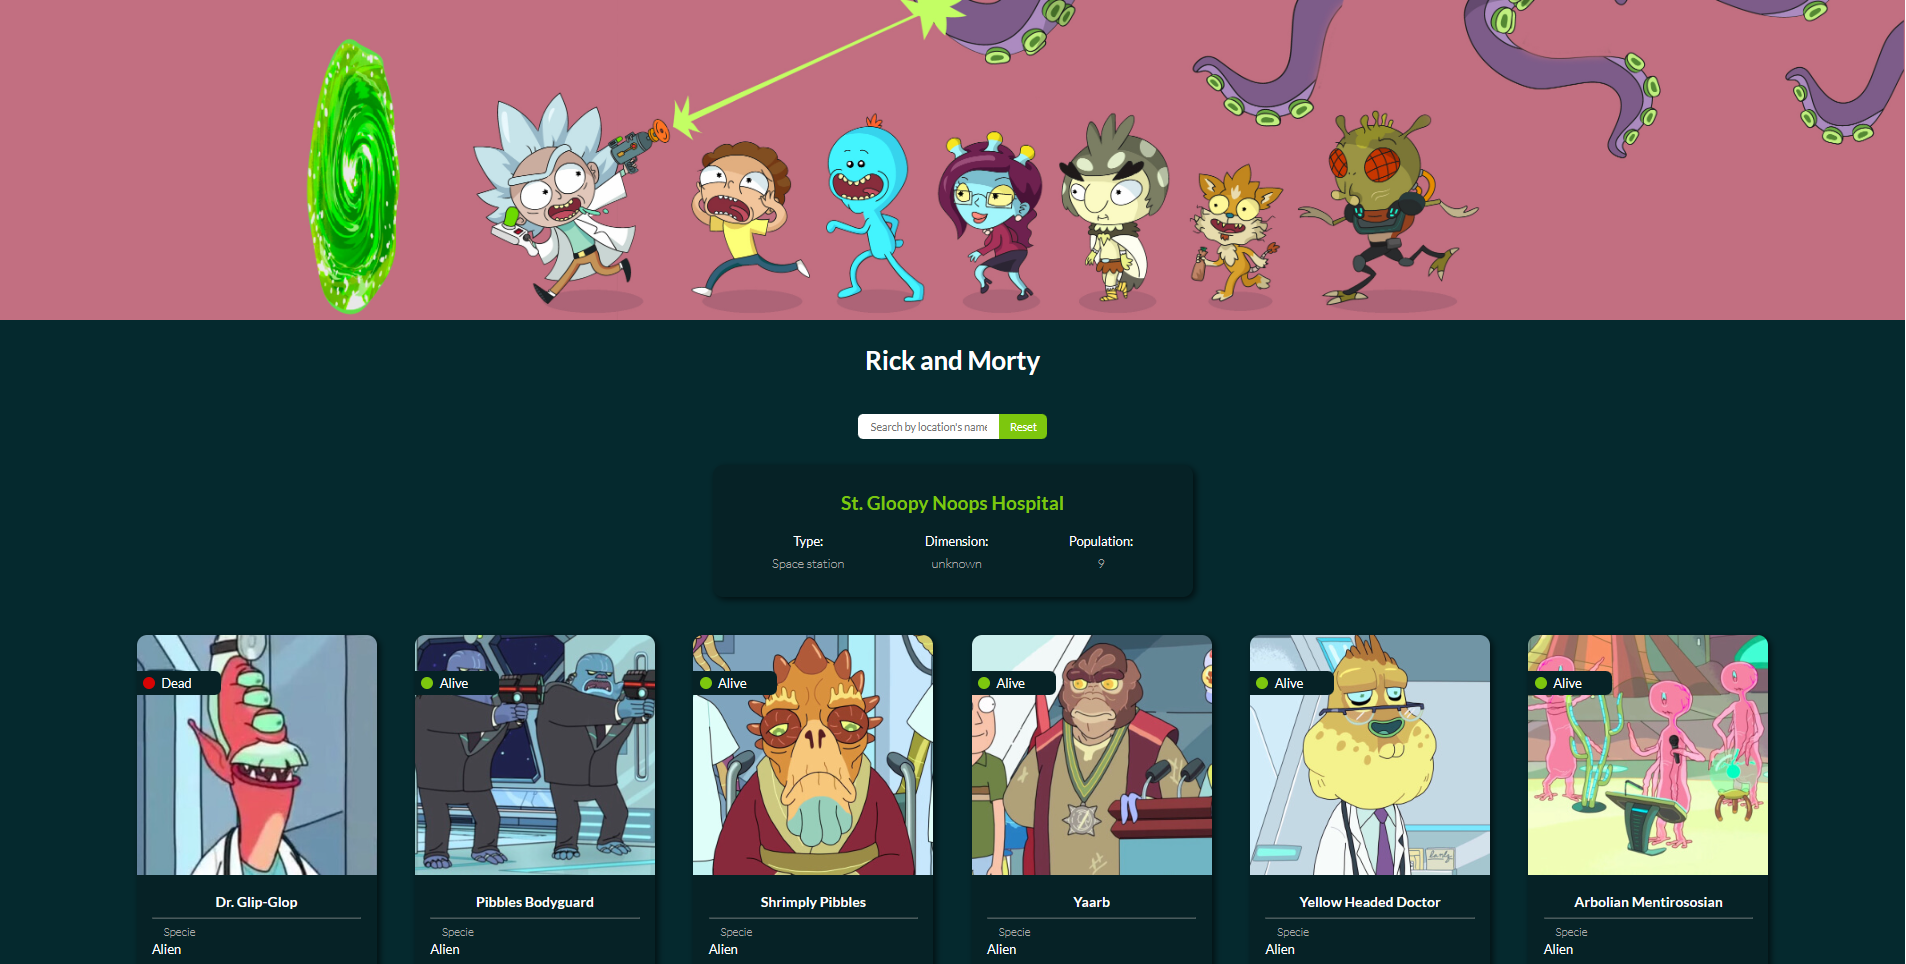 Rick and Morty
Search by location's name
Reset
St. Gloopy Noops Hospital
Type: Dimension: Population:
Space station unknown 9
Dead
Alive
Alive
Alive
Alive
Alive
Dr. Glip-Glop
Specie
Alien
Pibbles Bodyguard
Specie
Alien
Shrimply Pibbles
Specie
Alien
Yaarb
Specie
Alien
Yellow Headed Doctor
Specie
Alien
Arbolian Mentirososian
Specie
Alien